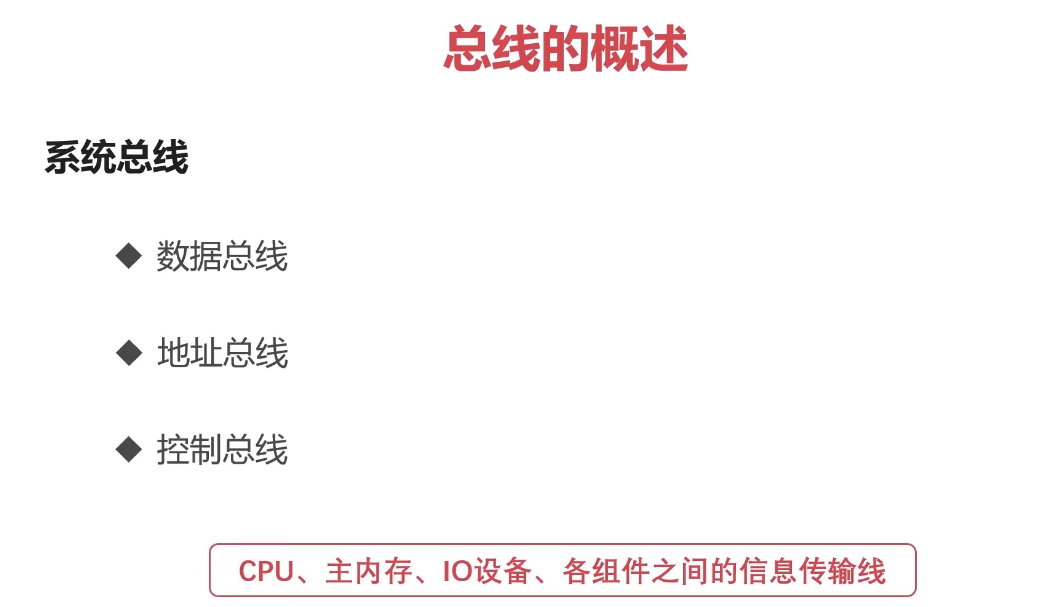 总线的概述
系统总线
◆ 数据总线
◆ 地址总线
◆ 控制总线
CPU、主内存、IO设备、各组件之间的信息传输线